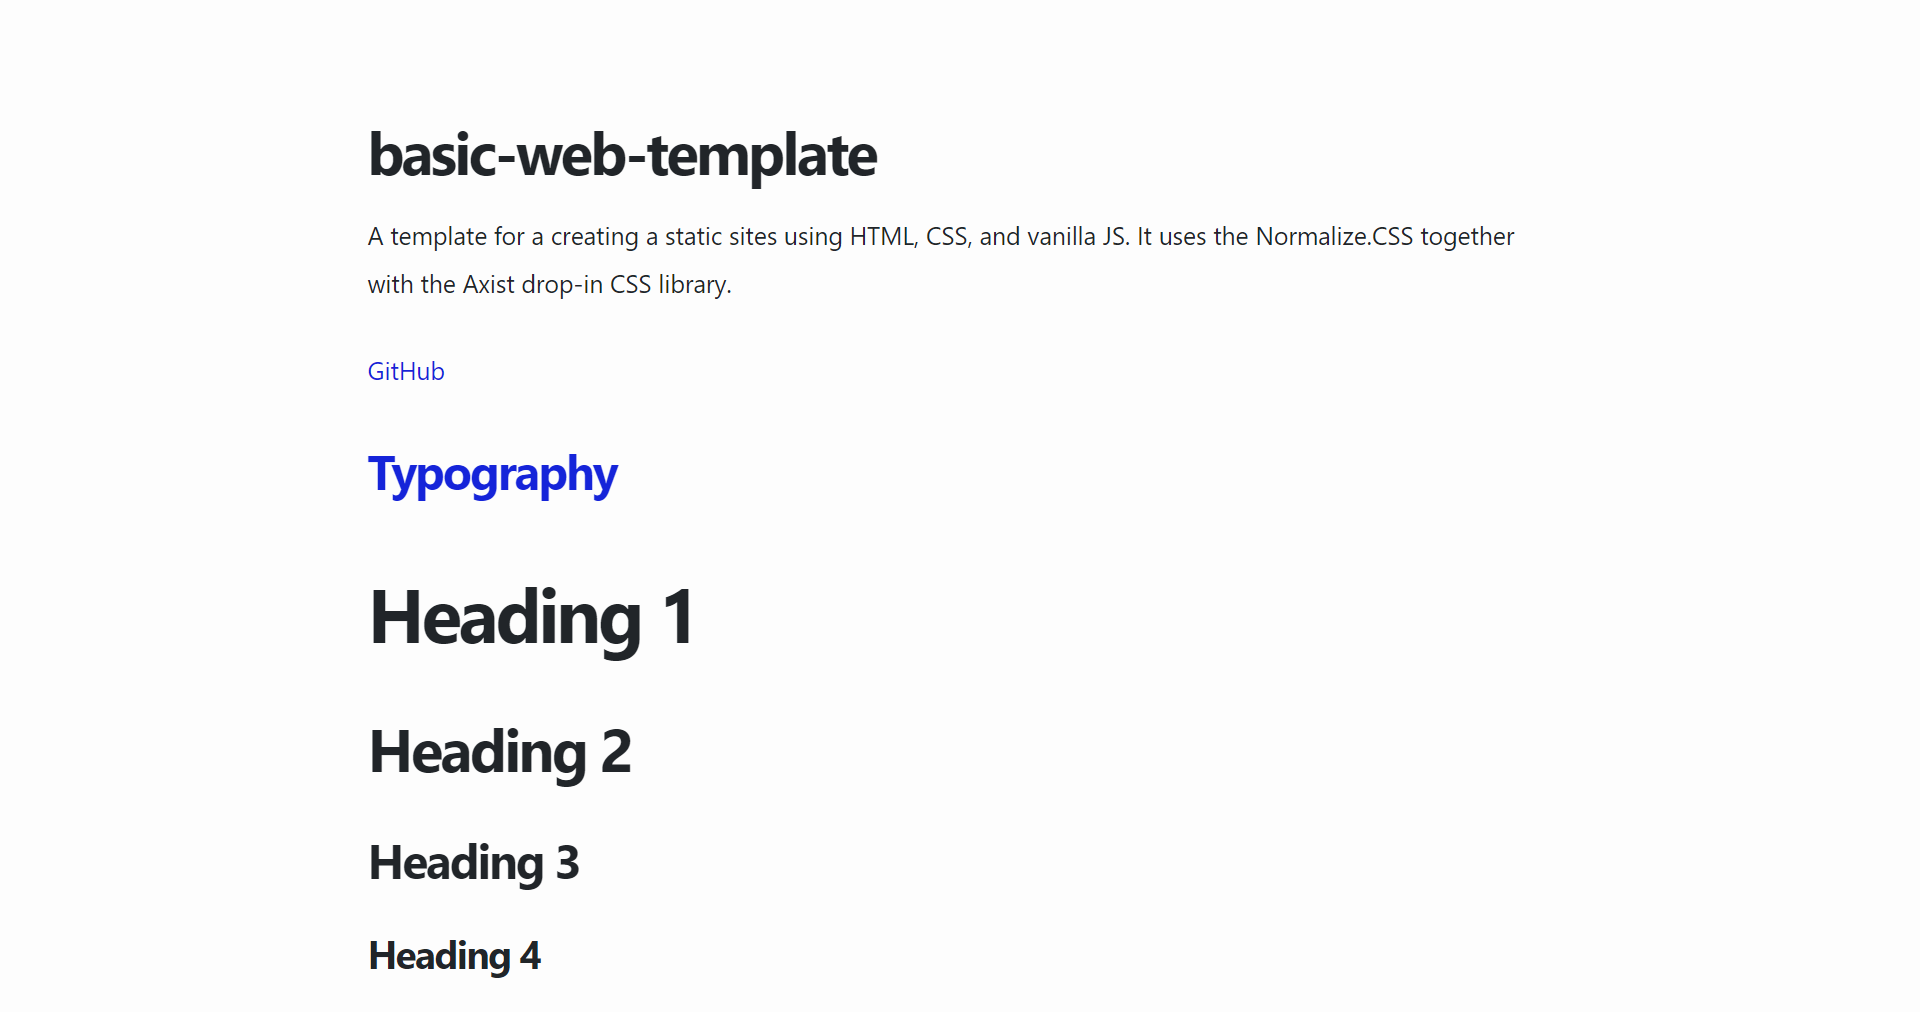 basic-web-template
A template for a creating a static sites using HTML, CSS, and vanilla JS. It uses the Normalize.CSS together
with the Axist drop-in CSS library.
GitHub
Typography
Heading 1
Heading 2
Heading 3
Heading 4